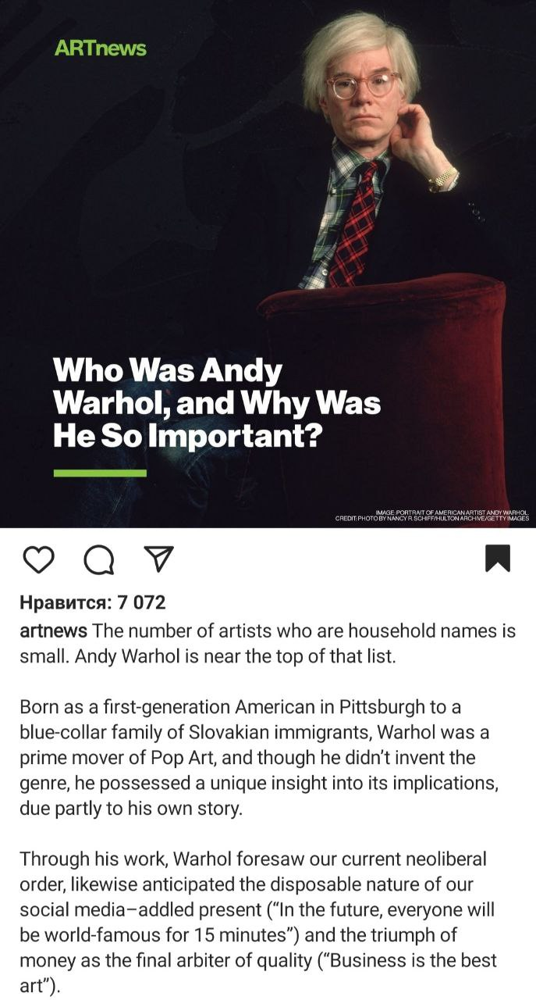 ARTnews
Who Was Andy
Warhol, and Why Was
He So Important?
IMAGE: PORTRAIT OF AMERICAN ARTIST ANDY WARHOL.
CREDIT: PHOTO BY NANCY R. SCHIFF/HULTON ARCHIVE/GETTY IMAGES
Нравится: 7 072
artnews The number of artists who are household names is
small. Andy Warhol is near the top of that list.
Born as a first-generation American in Pittsburgh to a
blue-collar family of Slovakian immigrants, Warhol was a
prime mover of Pop Art, and though he didn’t invent the
genre, he possessed a unique insight into its implications,
due partly to his own story.
Through his work, Warhol foresaw our current neoliberal
order, likewise anticipated the disposable nature of our
social media–addled present (“In the future, everyone will
be world-famous for 15 minutes”) and the triumph of
money as the final arbiter of quality (“Business is the best
art”).